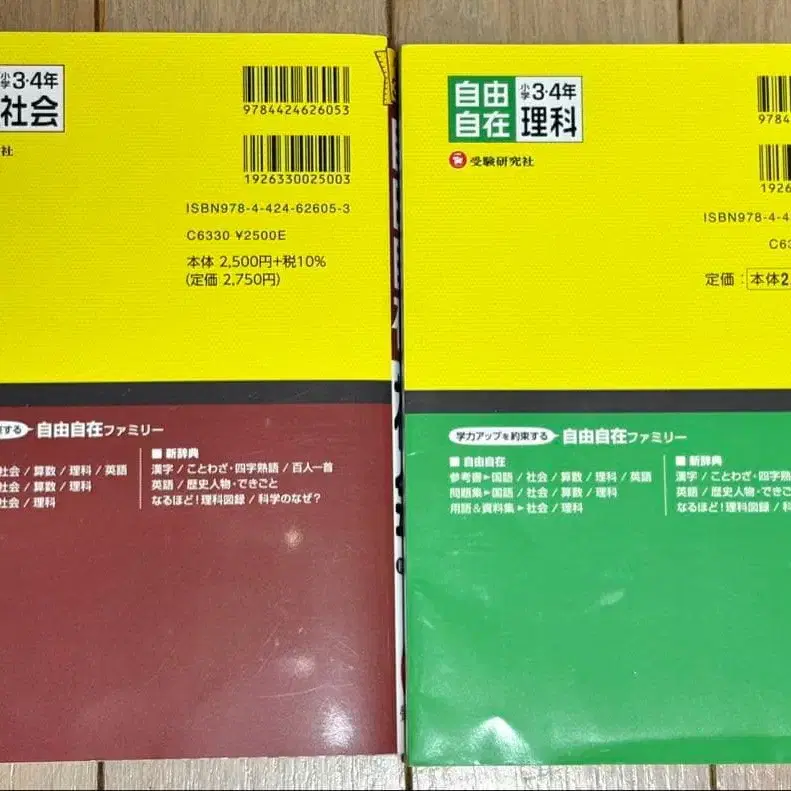 小学3・4年
社会
社
9784424626053
1926330025003
ISBN978-4-424-62605-3
C6330 ¥2500E
本体 2,500円+税10%
(定価 2,750円)
する 自由自在ファミリー
社会/算数/理科/英語
社会/算数/理科
社会/理科
■ 新辞典
漢字/ことわざ・四字熟語/百人一首
英語/歴史人物・できごと
なるほど!理科図録/科学のなぜ?
自由自在
小学3・4年
理科
受験研究社
9784
1926
ISBN978-4-4
C63
定価:本体2,
学力アップを約束する 自由自在ファミリー
■ 自由自在
参考書▶国語/社会/算数/理科/英語
問題集▶国語/社会/算数/理科
用語&資料集▶社会/理科
■ 新辞典
漢字/ことわざ・四字熟
英語/歴史人物・できご
なるほど!理科図録/科